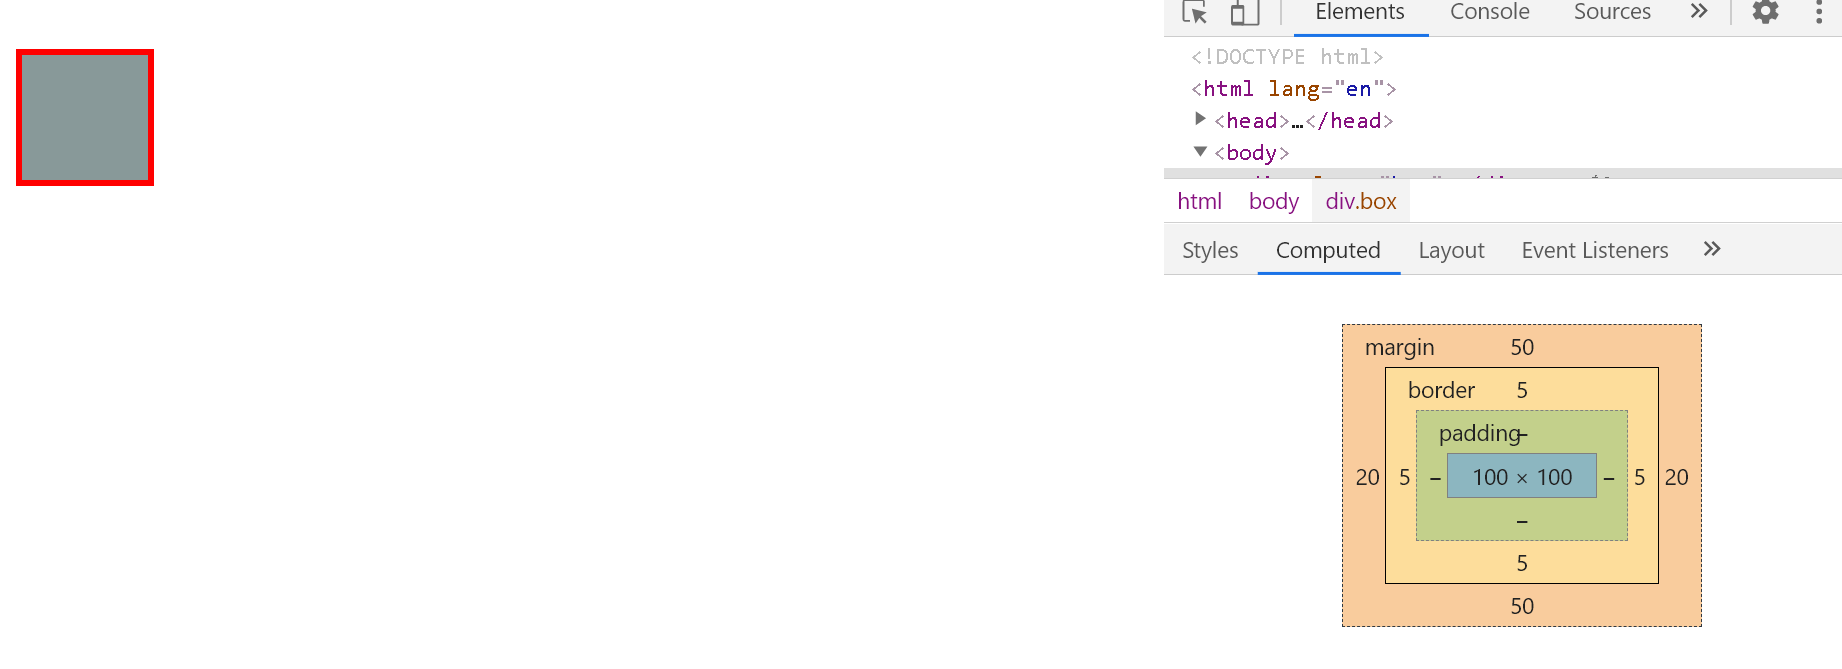 Elements Console Sources
<!DOCTYPE html>
<html lang="en">
<head>…</head>
<body>
html body div.box
Styles Computed Layout Event Listeners
margin 50
border 5
padding –
20 5 – 100 × 100 – 5 20
–
5
50